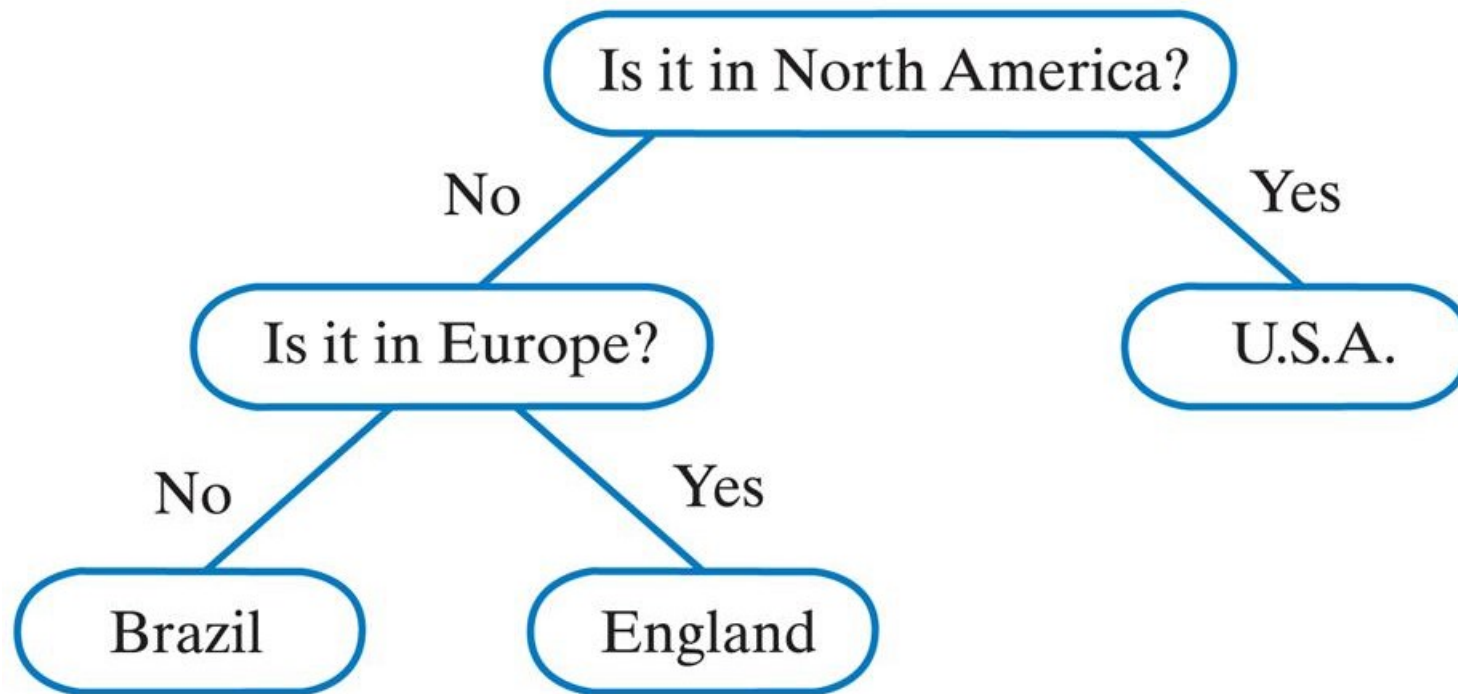 Is it in North America?
No
Yes
Is it in Europe?
U.S.A.
No
Yes
Brazil
England